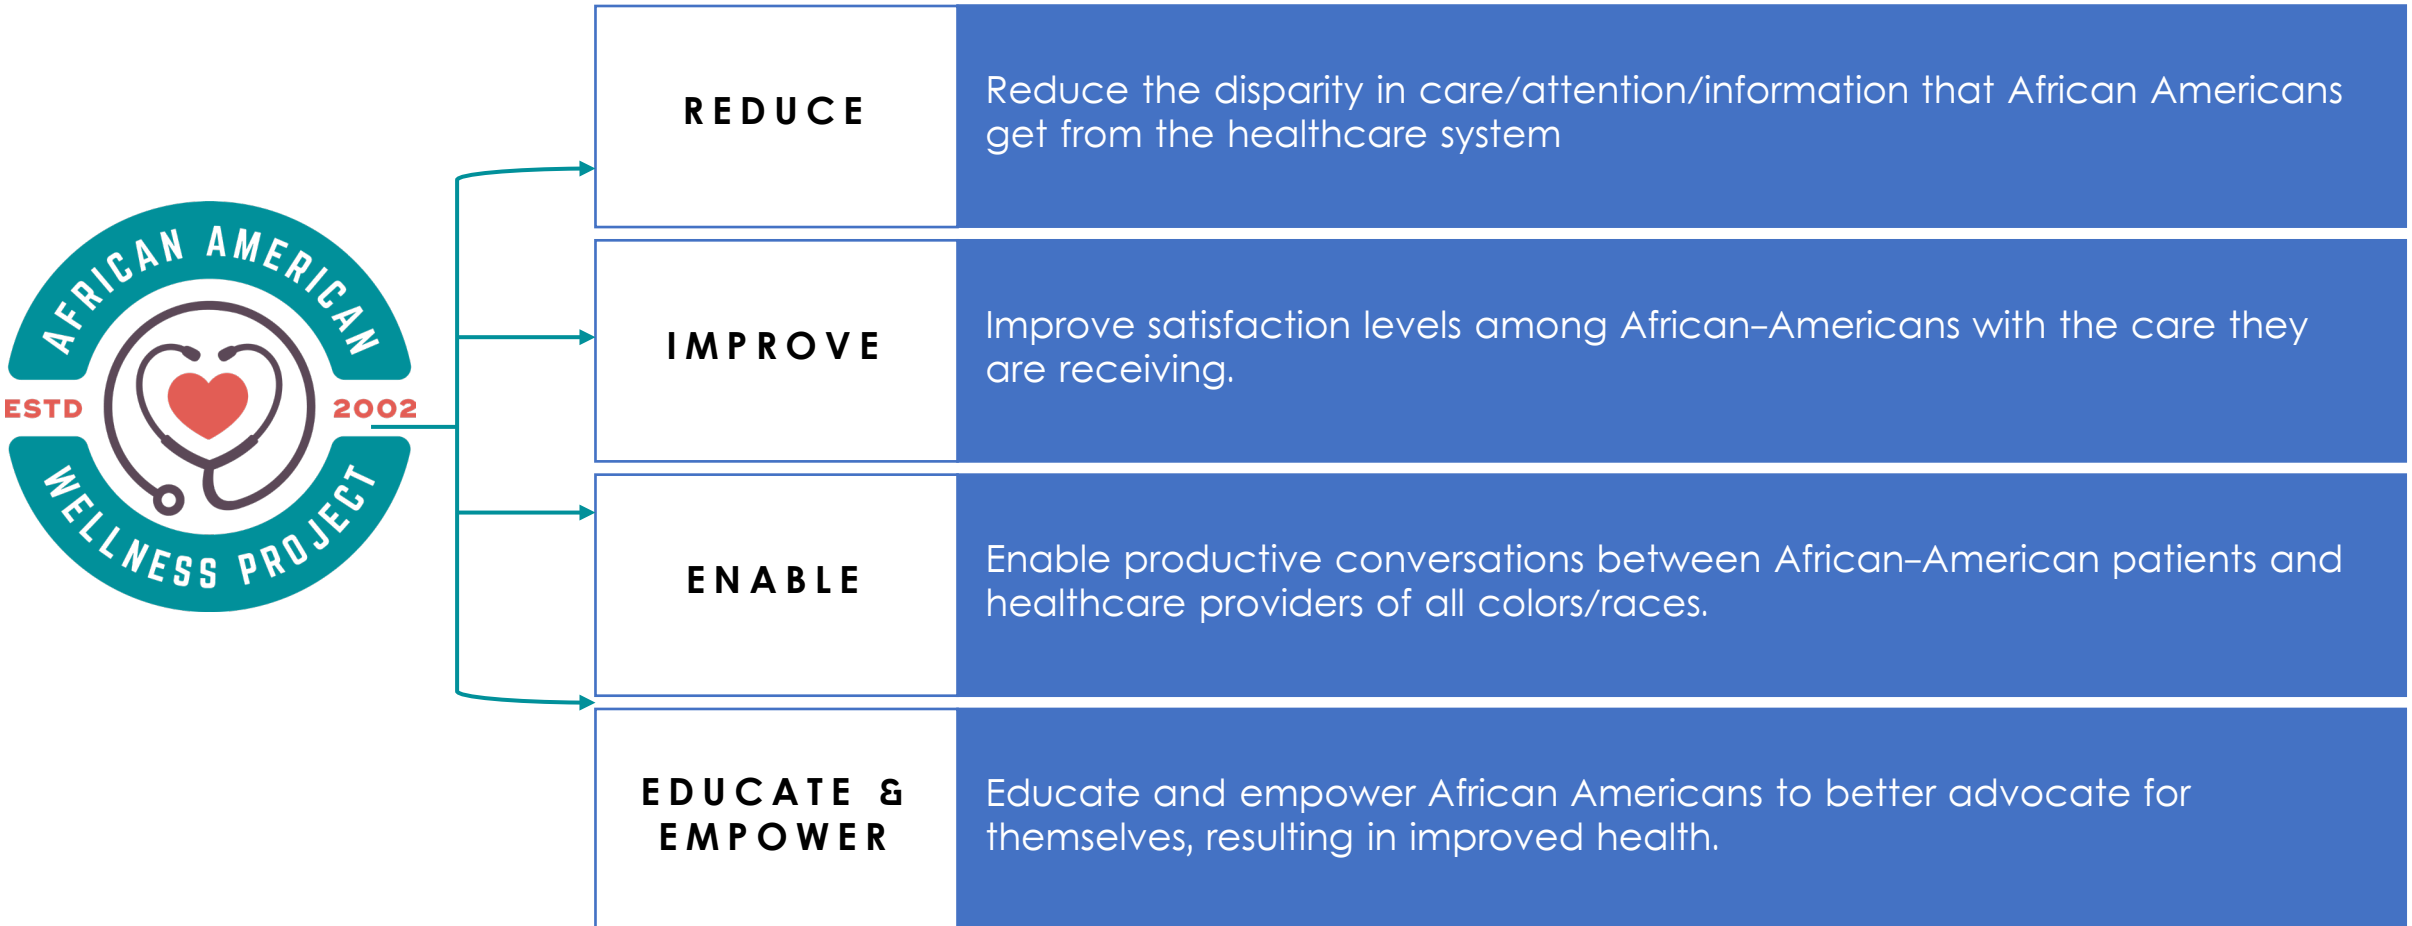 AFRICAN AMERICAN
ESTD 2002
WELLNESS PROJECT
REDUCE
Reduce the disparity in care/attention/information that African Americans
get from the healthcare system
IMPROVE
Improve satisfaction levels among African-Americans with the care they
are receiving.
ENABLE
Enable productive conversations between African-American patients and
healthcare providers of all colors/races.
EDUCATE &
EMPOWER
Educate and empower African Americans to better advocate for
themselves, resulting in improved health.